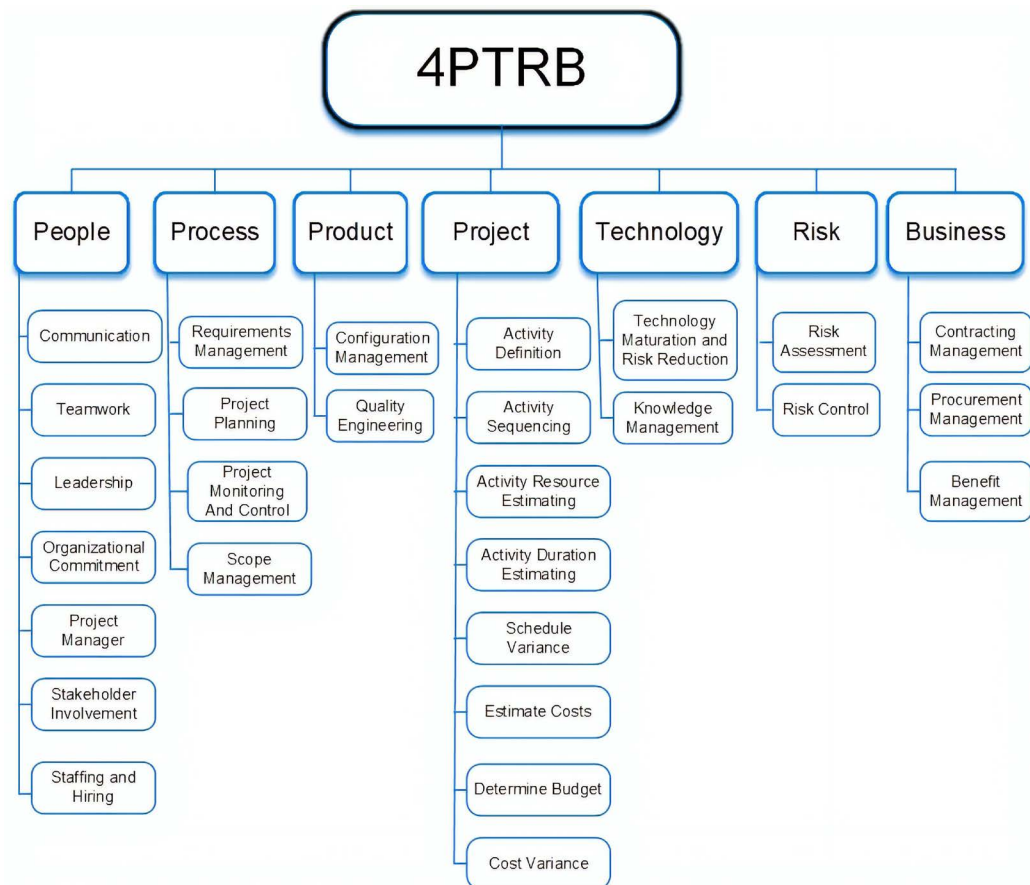 4PTRB
People
Process
Product
Project
Technology
Risk
Business
Communication
Teamwork
Leadership
Organizational
Commitment
Project
Manager
Stakeholder
Involvement
Staffing and
Hiring
Requirements
Management
Project
Planning
Project
Monitoring
And Control
Scope
Management
Configuration
Management
Quality
Engineering
Activity
Definition
Activity
Sequencing
Activity Resource
Estimating
Activity Duration
Estimating
Schedule
Variance
Estimate Costs
Determine Budget
Cost Variance
Technology
Maturation and
Risk Reduction
Knowledge
Management
Risk
Assessment
Risk Control
Contracting
Management
Procurement
Management
Benefit
Management